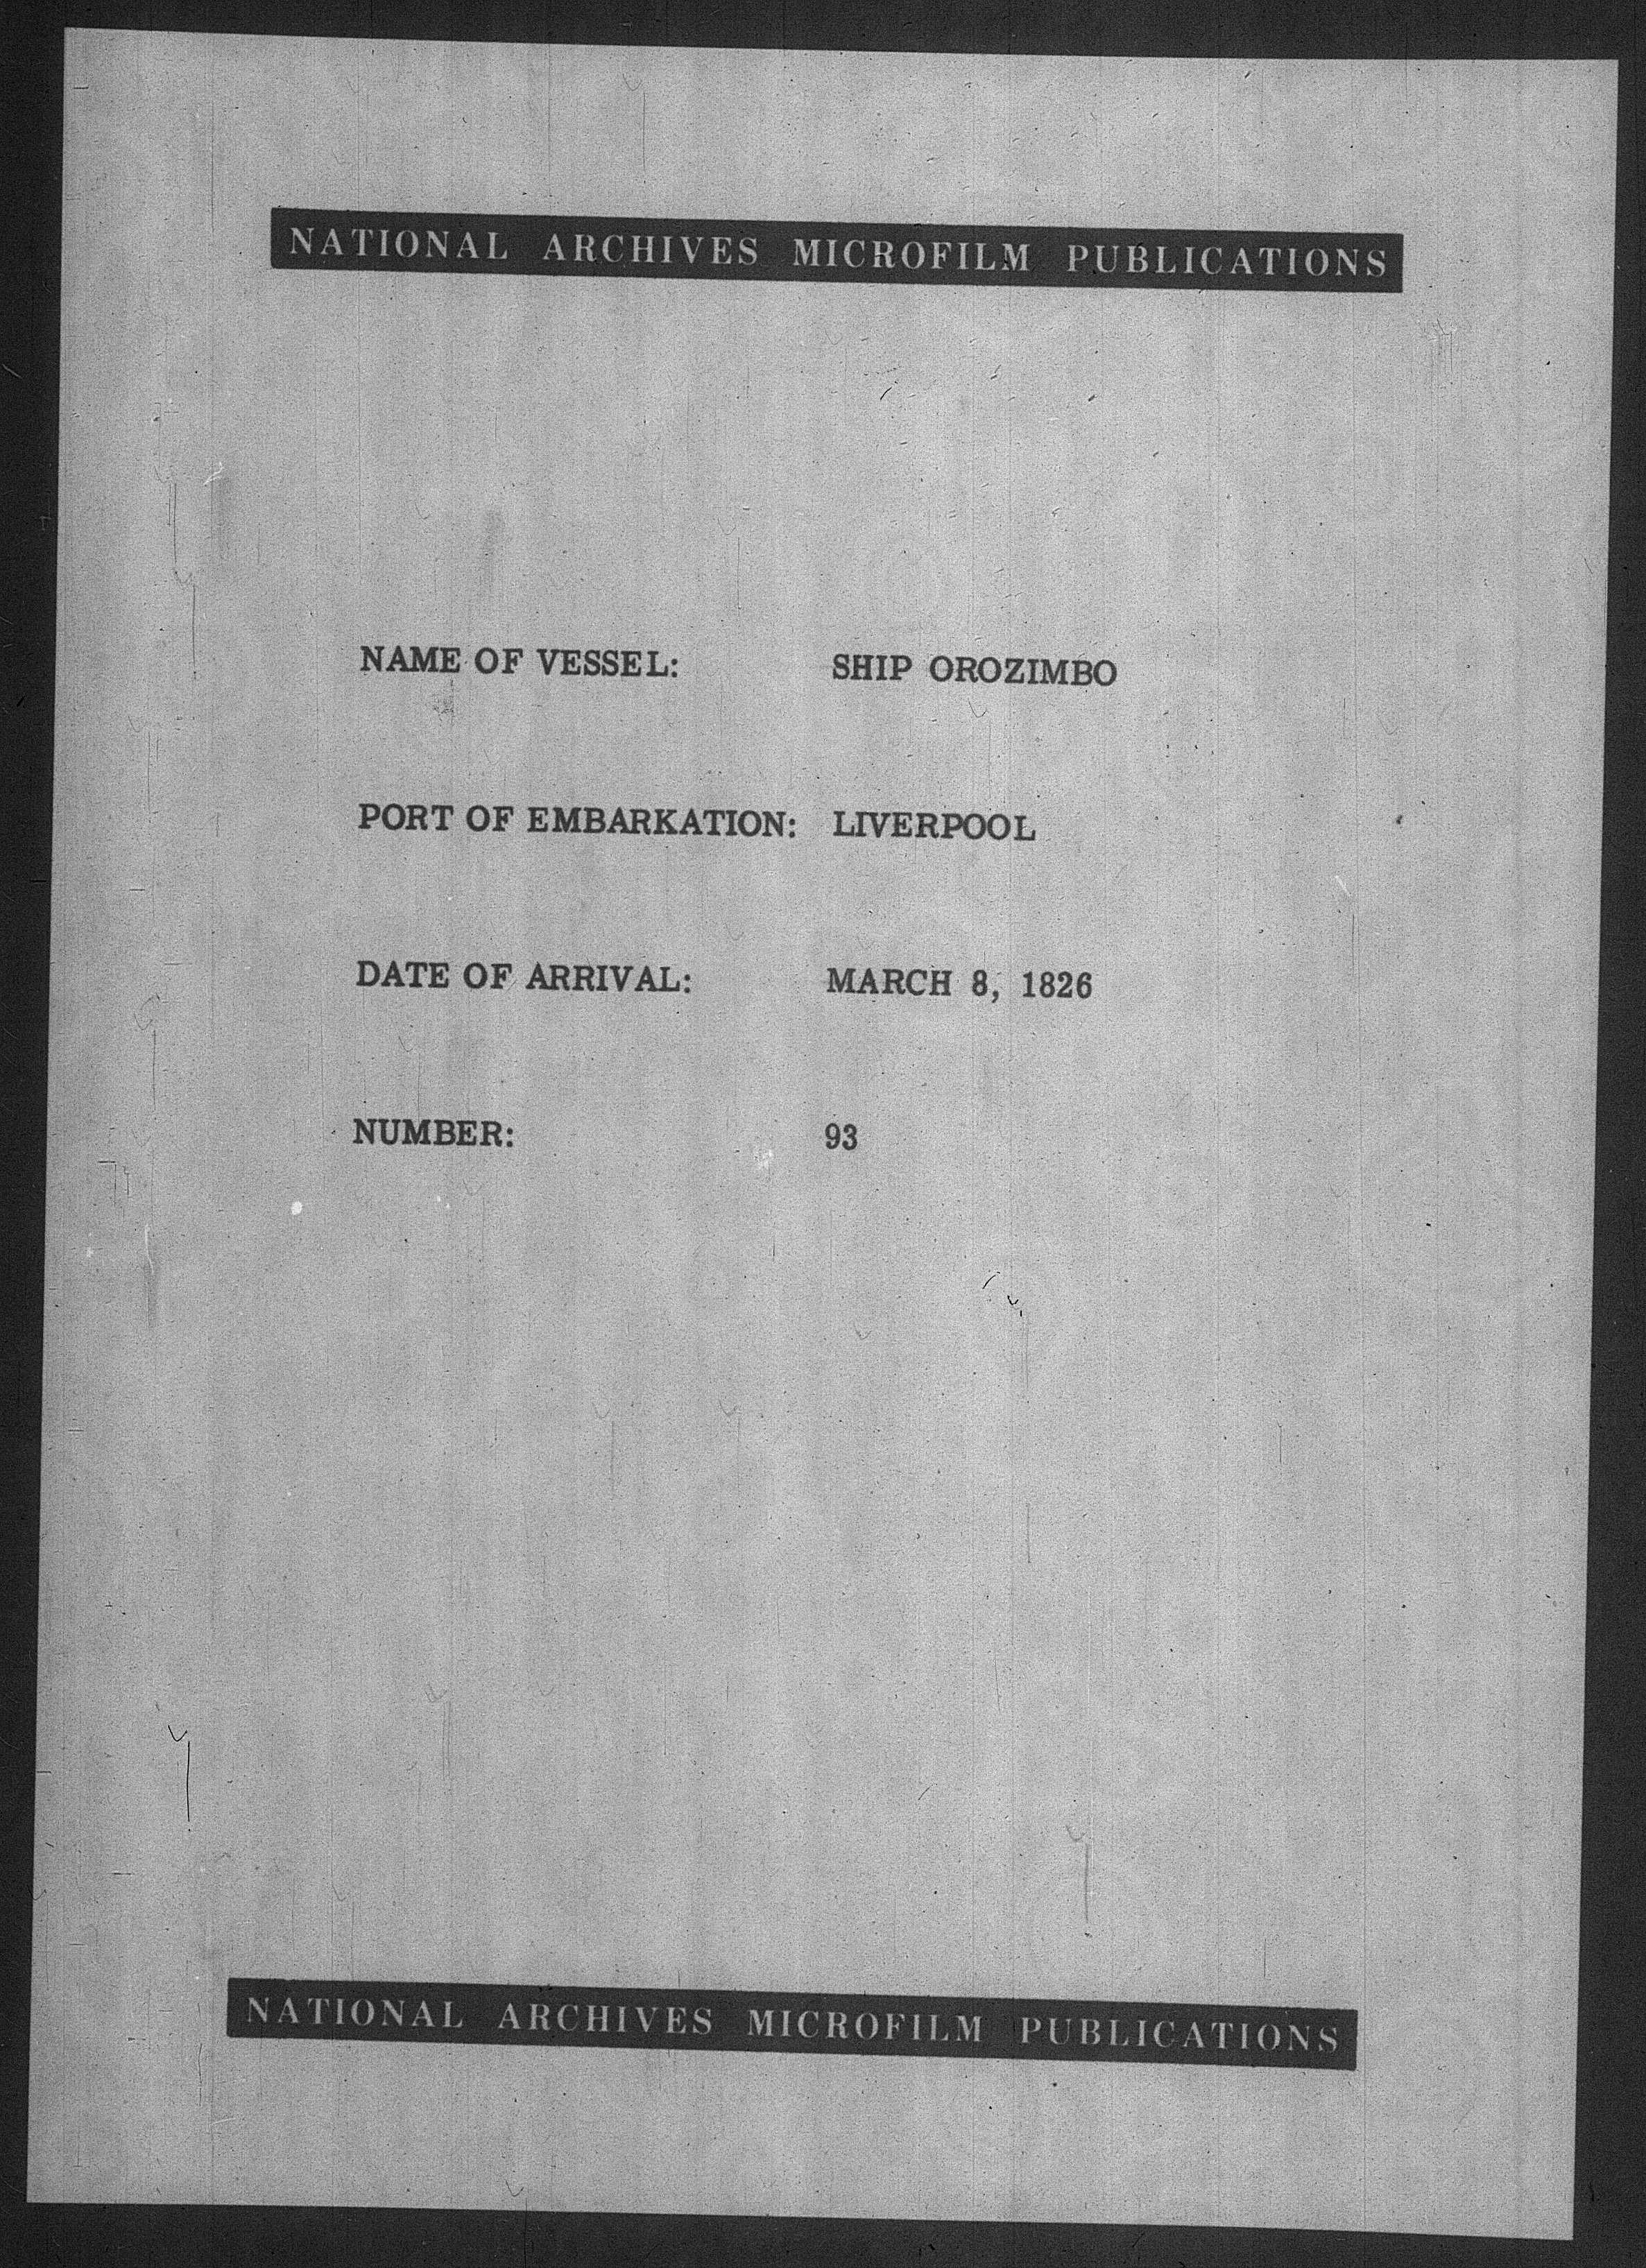 NATIONAL ARCHIVES MICROFILM PUBLICATIONS
NAME OF VESSEL: SHIP OROZIMBO
PORT OF EMBARKATION: LIVERPOOL
DATE OF ARRIVAL: MARCH 8, 1826
NUMBER: 93
NATIONAL ARCHIVES MICROFILM PUBLICATIONS